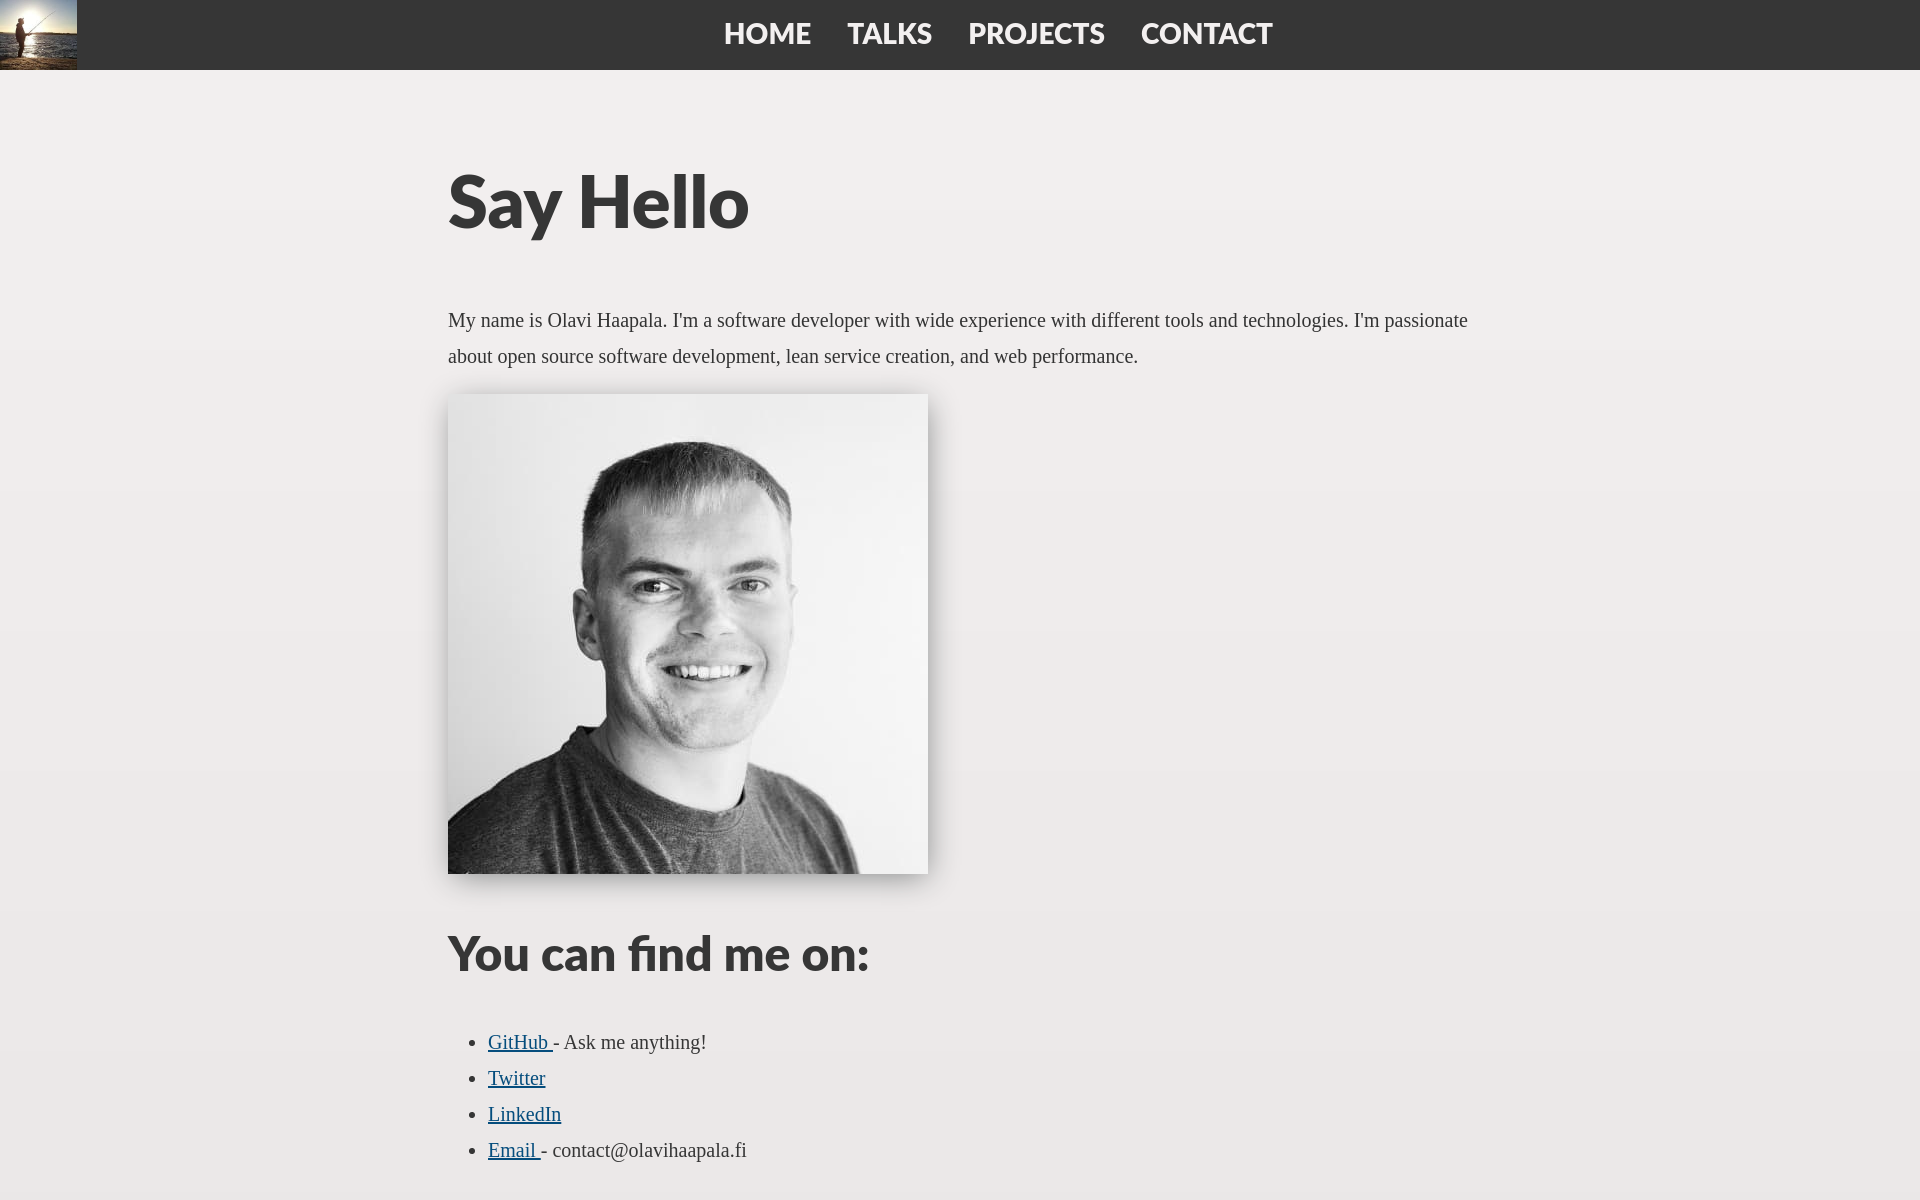 HOME TALKS PROJECTS CONTACT
Say Hello
My name is Olavi Haapala. I'm a software developer with wide experience with different tools and technologies. I'm passionate
about open source software development, lean service creation, and web performance.
You can find me on:
GitHub - Ask me anything!
Twitter
LinkedIn
Email - contact@olavihaapala.fi